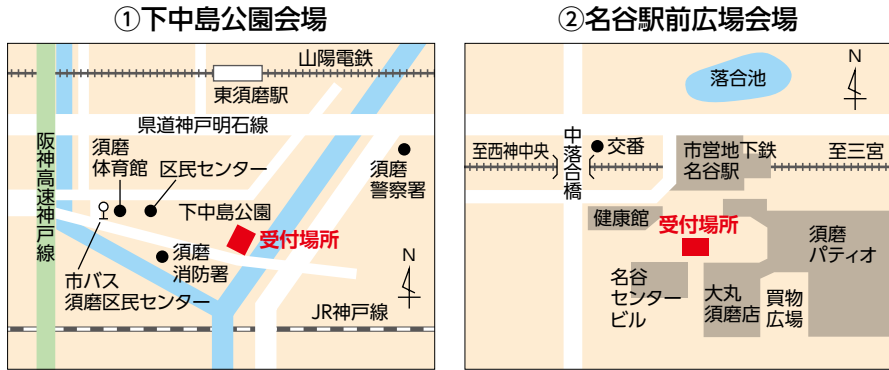 ①下中島公園会場
山陽電鉄
東須磨駅
県道神戸明石線
阪神高速神戸線
須磨
体育館
区民センター
須磨
警察署
下中島公園
受付場所
須磨
消防署
市バス
須磨区民センター
N
JR神戸線
②名谷駅前広場会場
N
落合池
中落合橋
交番
至西神中央
市営地下鉄
名谷駅
至三宮
健康館
受付場所
須磨
パティオ
名谷
センター
ビル
大丸
須磨店
買物
広場